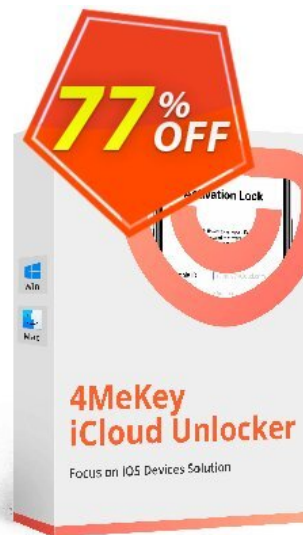 77% OFF
Activation Lock
Win
Mac
4MeKey
iCloud Unlocker
Focus on iOS Devices Solution